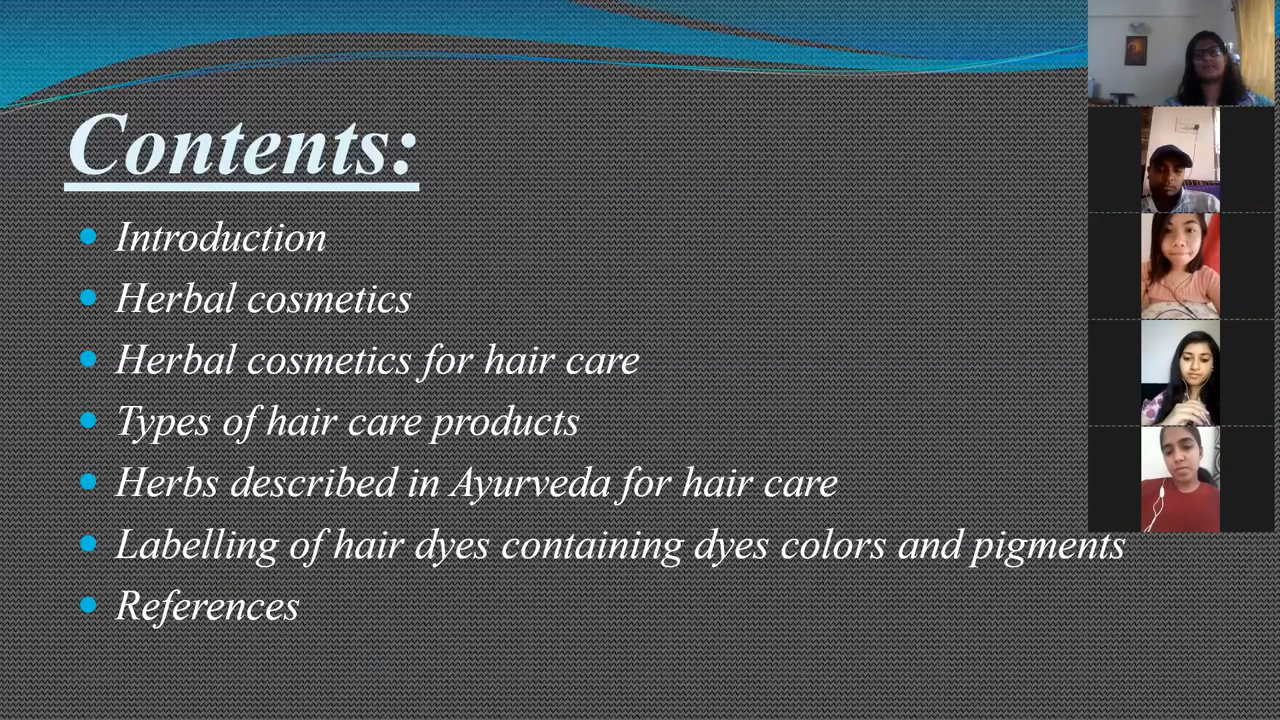 Contents:
Introduction
Herbal cosmetics
Herbal cosmetics for hair care
Types of hair care products
Herbs described in Ayurveda for hair care
Labelling of hair dyes containing dyes colors and pigments
References